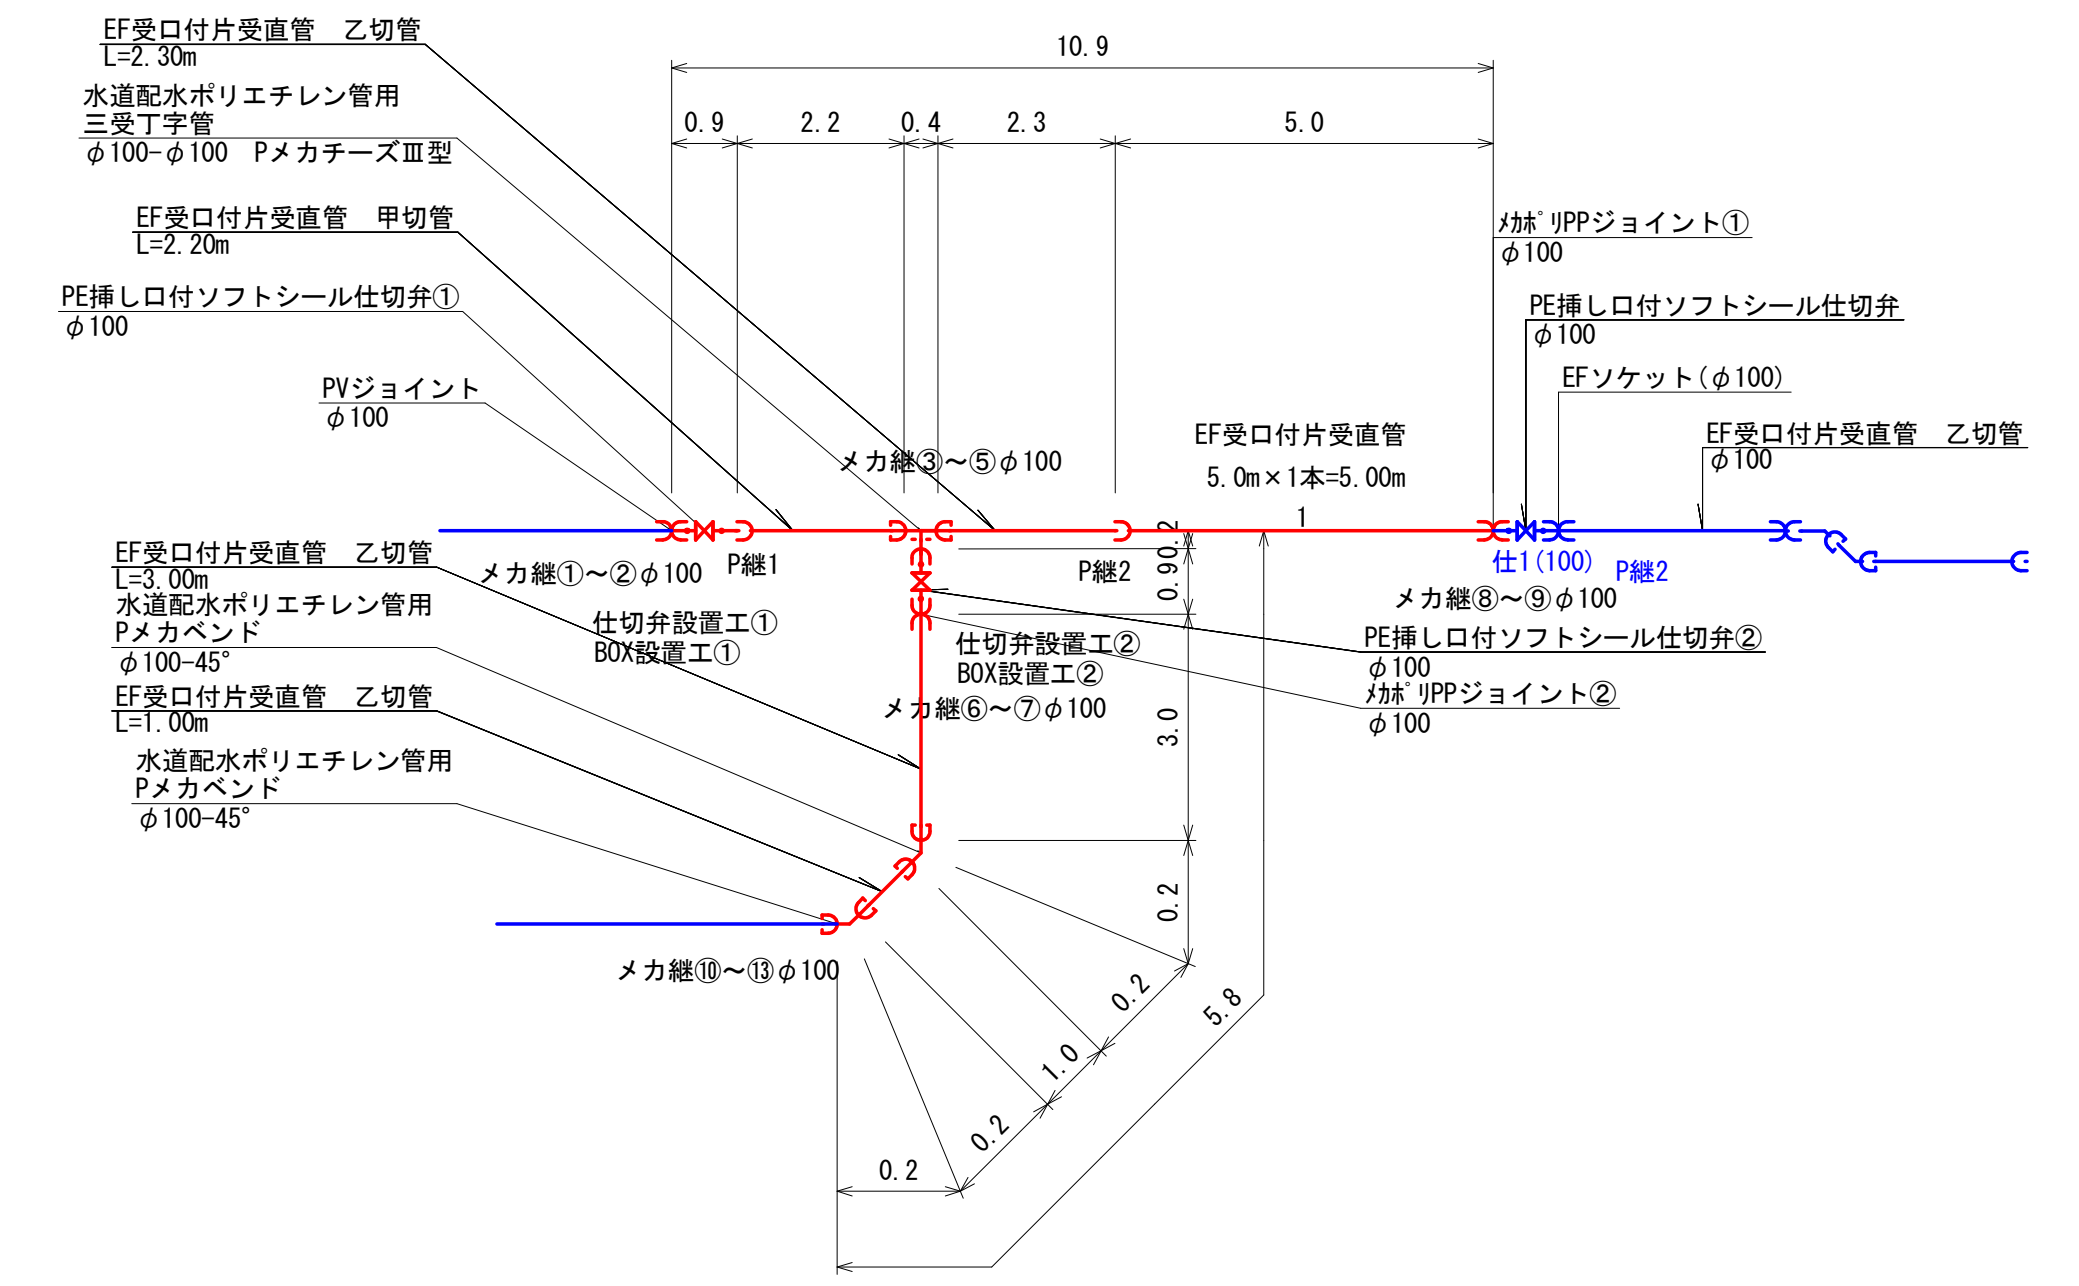 EF受口付片受直管　乙切管
L=2.30m
水道配水ポリエチレン管用
三受丁字管
φ100-φ100　PメカチーズⅢ型
EF受口付片受直管　甲切管
L=2.20m
PE挿し口付ソフトシール仕切弁①
φ100
PVジョイント
φ100
10.9
0.9
2.2
0.4
2.3
5.0
ﾒｶﾎﾟﾘPPジョイント①
φ100
PE挿し口付ソフトシール仕切弁
φ100
EFソケット(φ100)
EF受口付片受直管　乙切管
φ100
EF受口付片受直管
5.0m×1本=5.00m
1
メカ継③～⑤φ100
メカ継①～②φ100
P継1
P継2
仕1(100)
P継2
メカ継⑧～⑨φ100
0.2
0.9
EF受口付片受直管　乙切管
L=3.00m
水道配水ポリエチレン管用
Pメカベンド
φ100-45°
EF受口付片受直管　乙切管
L=1.00m
水道配水ポリエチレン管用
Pメカベンド
φ100-45°
仕切弁設置工①
BOX設置工①
仕切弁設置工②
BOX設置工②
メカ継⑥～⑦φ100
PE挿し口付ソフトシール仕切弁②
φ100
ﾒｶﾎﾟﾘPPジョイント②
φ100
3.0
0.2
メカ継⑩～⑬φ100
0.2
5.8
1.0
0.2
0.2